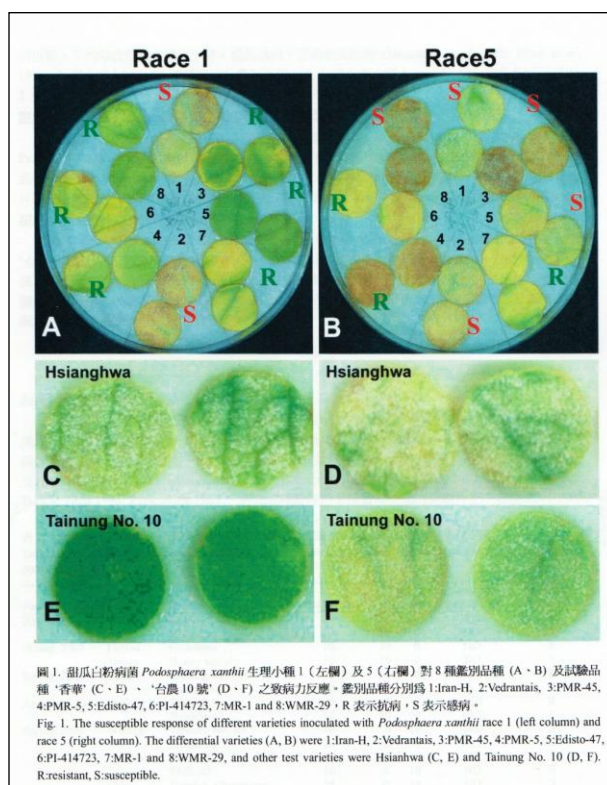 Race 1
Race5
S
R R
8 1 3
R R
6 5
4 2 7
R R
S
A
S
S S
8 1 3
R S
6 5
4 2 7
R R
S
B
Hsianghwa
C
Hsianghwa
D
Tainung No. 10
E
Tainung No. 10
F
圖 1. 甜瓜白粉病菌 Podosphaera xanthii 生理小種 1（左欄）及 5（右欄）對 8 種鑑別品種 (A、B) 及試驗品
種 ‘香華’ (C、E) 、 ‘台農 10 號’ (D、F) 之致病力反應。鑑別品種分別為 1:Iran-H, 2:Vedrantais, 3:PMR-45,
4:PMR-5, 5:Edisto-47, 6:PI-414723, 7:MR-1 及 8:WMR-29，R 表示抗病，S 表示感病。
Fig. 1. The susceptible response of different varieties inoculated with Podosphaera xanthii race 1 (left column) and
race 5 (right column). The differential varieties (A, B) were 1:Iran-H, 2:Vedrantais, 3:PMR-45, 4:PMR-5, 5:Edisto-47,
6:PI-414723, 7:MR-1 and 8:WMR-29, and other test varieties were Hsianhwa (C, E) and Tainung No. 10 (D, F).
R:resistant, S:susceptible.